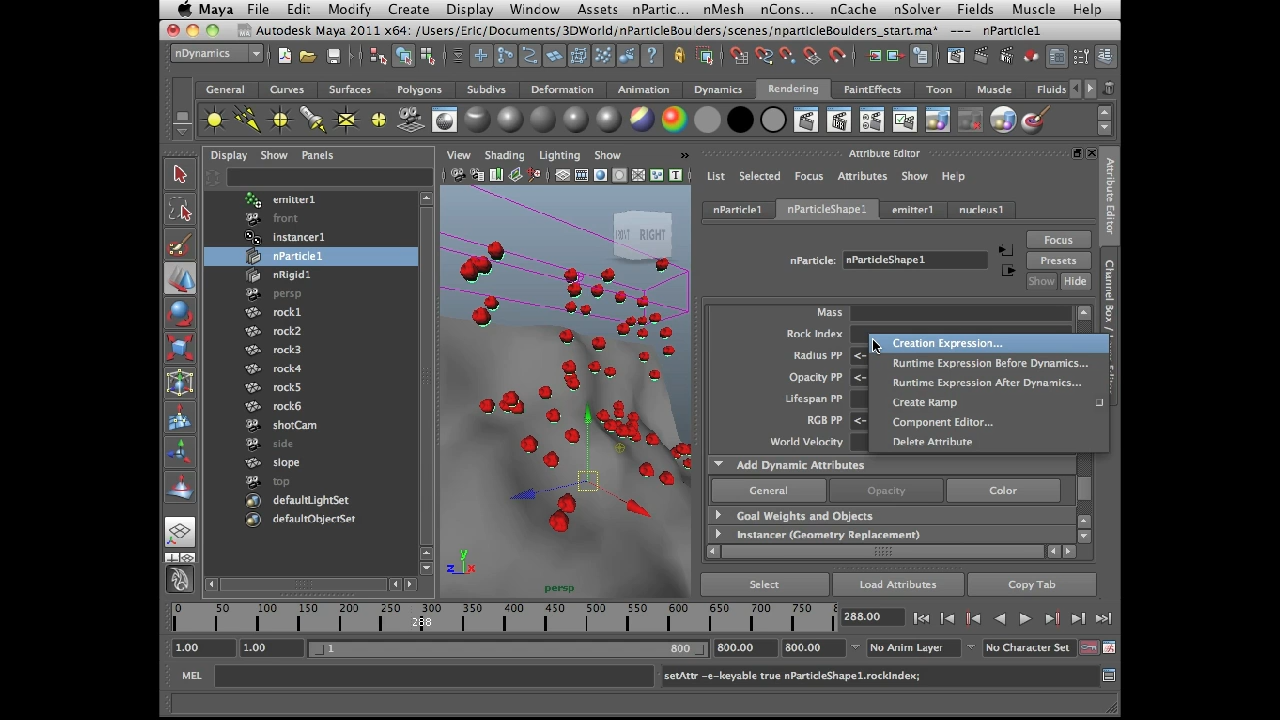 Maya File Edit Modify Create Display Window Assets nPartic... nMesh nCons... nCache nSolver Fields Muscle Help
Autodesk Maya 2011 x64: /Users/Eric/Documents/3DWorld/nParticleBoulders/scenes/nparticleBoulders_start.ma* --- nParticle1
nDynamics
General Curves Surfaces Polygons Subdivs Deformation Animation Dynamics Rendering PaintEffects Toon Muscle Fluids
Display Show Panels
emitter1
front
instancer1
nParticle1
nRigid1
persp
rock1
rock2
rock3
rock4
rock5
rock6
shotCam
side
slope
top
defaultLightSet
defaultObjectSet
View Shading Lighting Show »
FRONT RIGHT
y
z x
persp
Attribute Editor
List Selected Focus Attributes Show Help
nParticle1 nParticleShape1 emitter1 nucleus1
Focus
nParticle: nParticleShape1 Presets
Show Hide
Mass
Rock Index
Radius PP <-
Opacity PP <-
Lifespan PP
RGB PP <-
World Velocity
Creation Expression...
Runtime Expression Before Dynamics...
Runtime Expression After Dynamics...
Create Ramp
Component Editor...
Delete Attribute
Add Dynamic Attributes
General Opacity Color
Goal Weights and Objects
Instancer (Geometry Replacement)
Select Load Attributes Copy Tab
Attribute Editor
Channel Box /
0 50 100 150 200 250 300 350 400 450 500 550 600 650 700 750 8
288
288.00
1.00 1.00 1 800 800.00 800.00 No Anim Layer No Character Set
MEL setAttr -e-keyable true nParticleShape1.rockIndex;